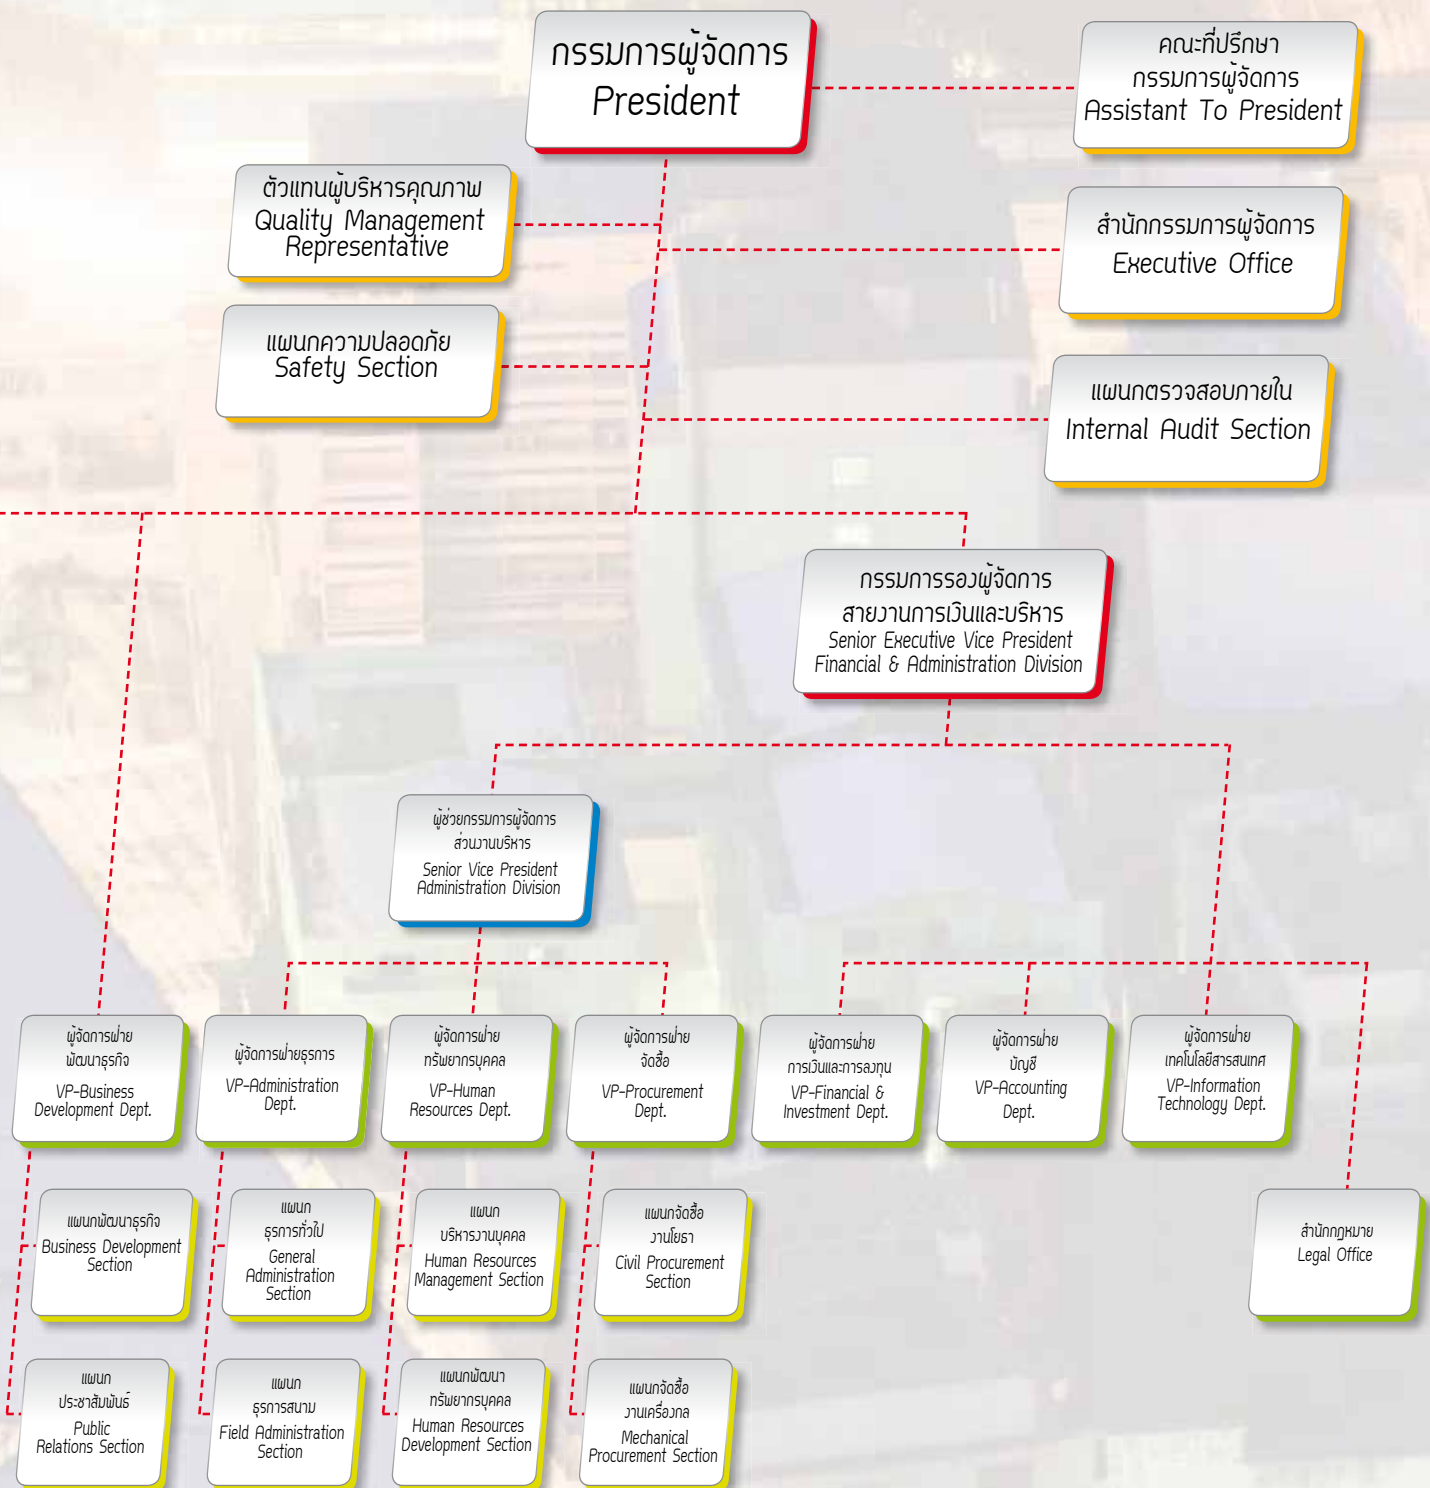 กรรมการผู้จัดการ
President
คณะที่ปรึกษา
กรรมการผู้จัดการ
Assistant To President
ตัวแทนผู้บริหารคุณภาพ
Quality Management
Representative
สำนักกรรมการผู้จัดการ
Executive Office
แผนกความปลอดภัย
Safety Section
แผนกตรวจสอบภายใน
Internal Audit Section
กรรมการรองผู้จัดการ
สายงานการเงินและบริหาร
Senior Executive Vice President
Financial & Administration Division
ผู้ช่วยกรรมการผู้จัดการ
ส่วนงานบริหาร
Senior Vice President
Administration Division
ผู้จัดการฝ่าย
พัฒนาธุรกิจ
VP-Business
Development Dept.
ผู้จัดการฝ่ายธุรการ
VP-Administration
Dept.
ผู้จัดการฝ่าย
ทรัพยากรบุคคล
VP-Human
Resources Dept.
ผู้จัดการฝ่าย
จัดซื้อ
VP-Procurement
Dept.
ผู้จัดการฝ่าย
การเงินและการลงทุน
VP-Financial &
Investment Dept.
ผู้จัดการฝ่าย
บัญชี
VP-Accounting
Dept.
ผู้จัดการฝ่าย
เทคโนโลยีสารสนเทศ
VP-Information
Technology Dept.
แผนกพัฒนาธุรกิจ
Business Development
Section
แผนก
ธุรการทั่วไป
General
Administration
Section
แผนก
บริหารงานบุคคล
Human Resources
Management Section
แผนกจัดซื้อ
งานโยธา
Civil Procurement
Section
สำนักกฎหมาย
Legal Office
แผนก
ประชาสัมพันธ์
Public
Relations Section
แผนก
ธุรการสนาม
Field Administration
Section
แผนกพัฒนา
ทรัพยากรบุคคล
Human Resources
Development Section
แผนกจัดซื้อ
งานเครื่องกล
Mechanical
Procurement Section